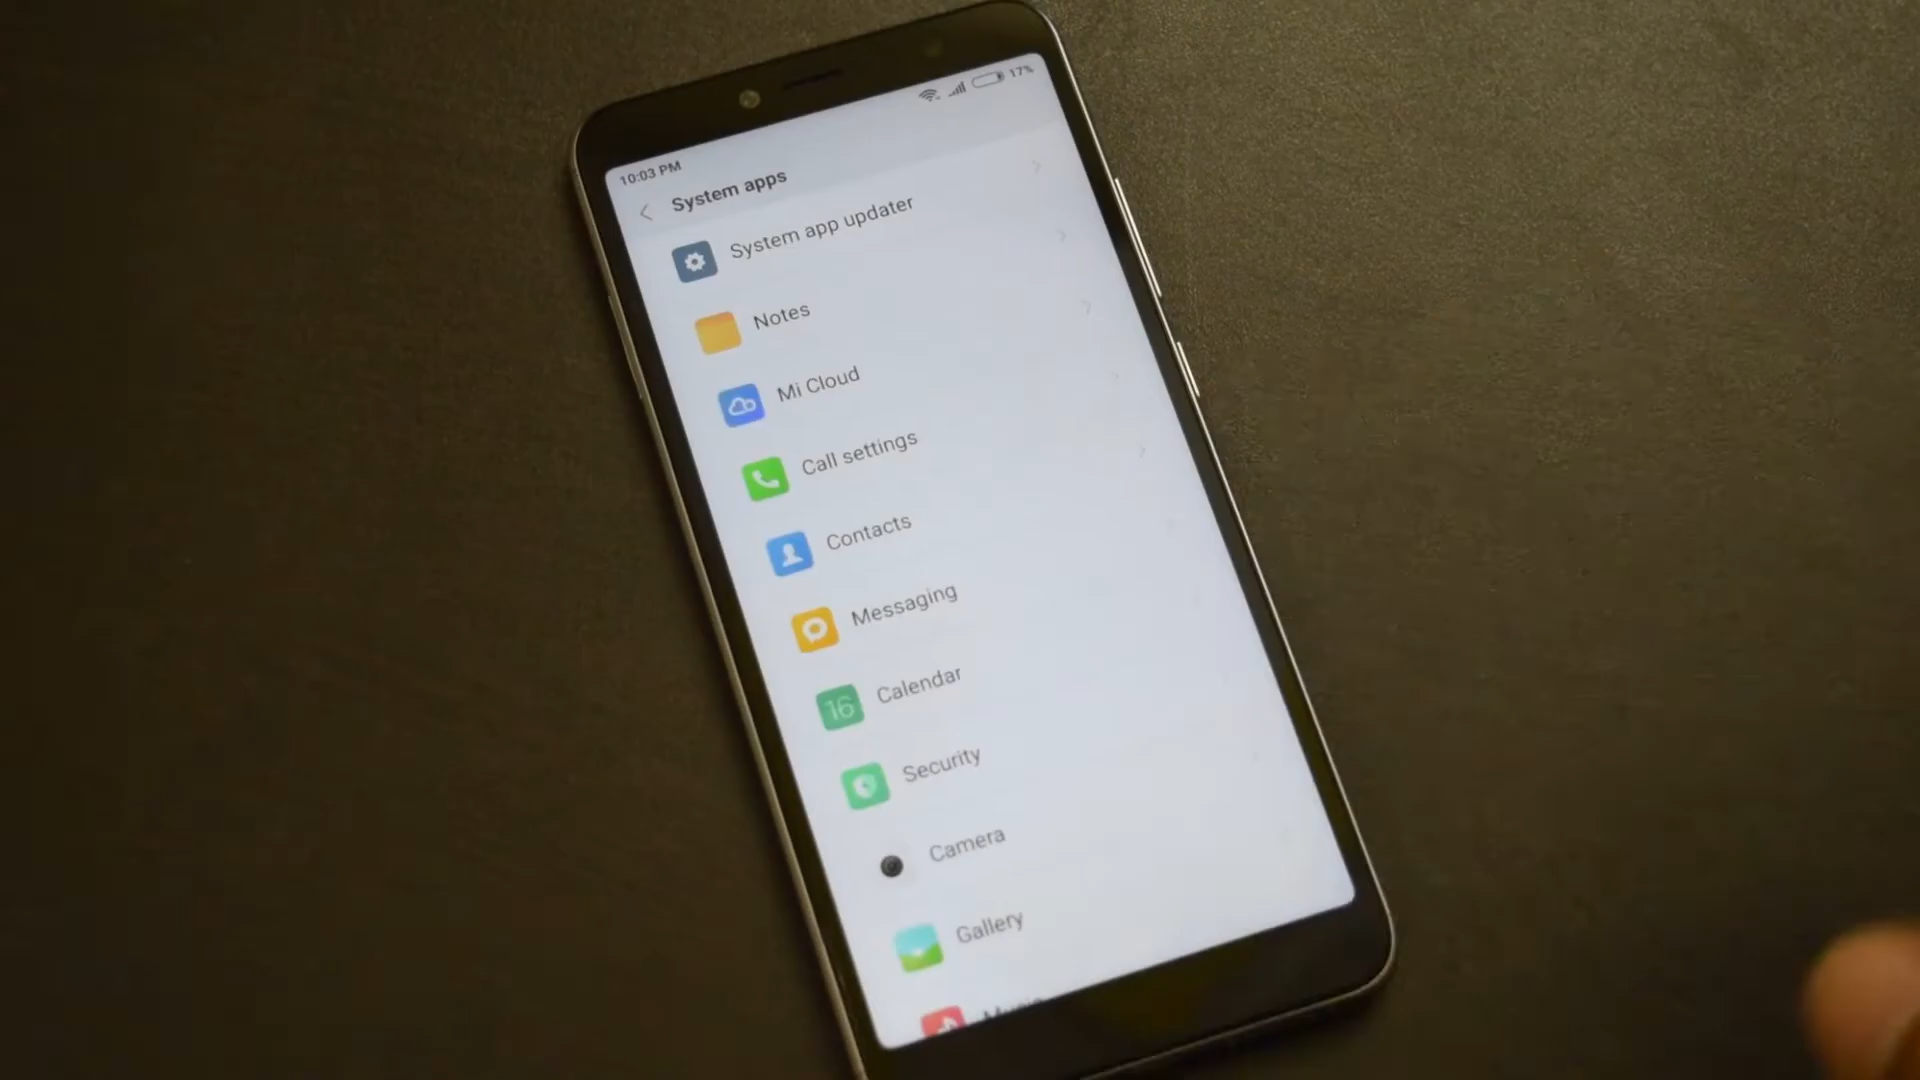 10:03 PM
17%
System apps
System app updater
Notes
Mi Cloud
Call settings
Contacts
Messaging
16
Calendar
Security
Camera
Gallery
Music